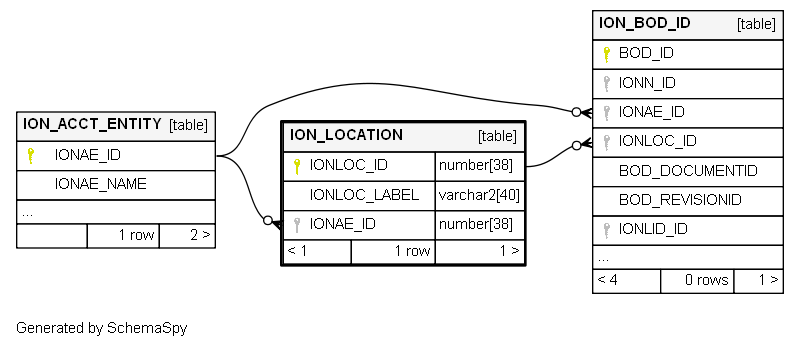 ION_ACCT_ENTITY [table]
IONAE_ID
IONAE_NAME
...
1 row 2 >
ION_LOCATION [table]
IONLOC_ID number[38]
IONLOC_LABEL varchar2[40]
IONAE_ID number[38]
< 1 1 row 1 >
ION_BOD_ID [table]
BOD_ID
IONN_ID
IONAE_ID
IONLOC_ID
BOD_DOCUMENTID
BOD_REVISIONID
IONLID_ID
...
< 4 0 rows 1 >
Generated by SchemaSpy